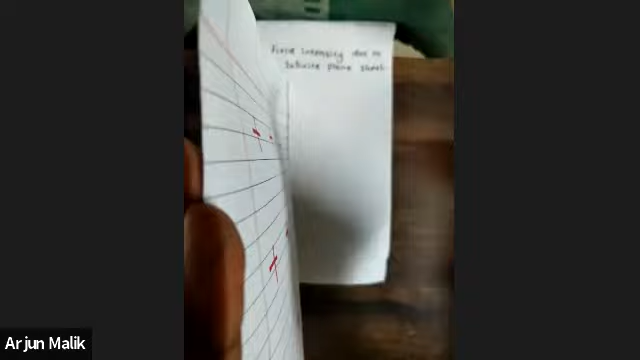 Field intensity due to
Infinite plane sheet
+
+
Arjun Malik